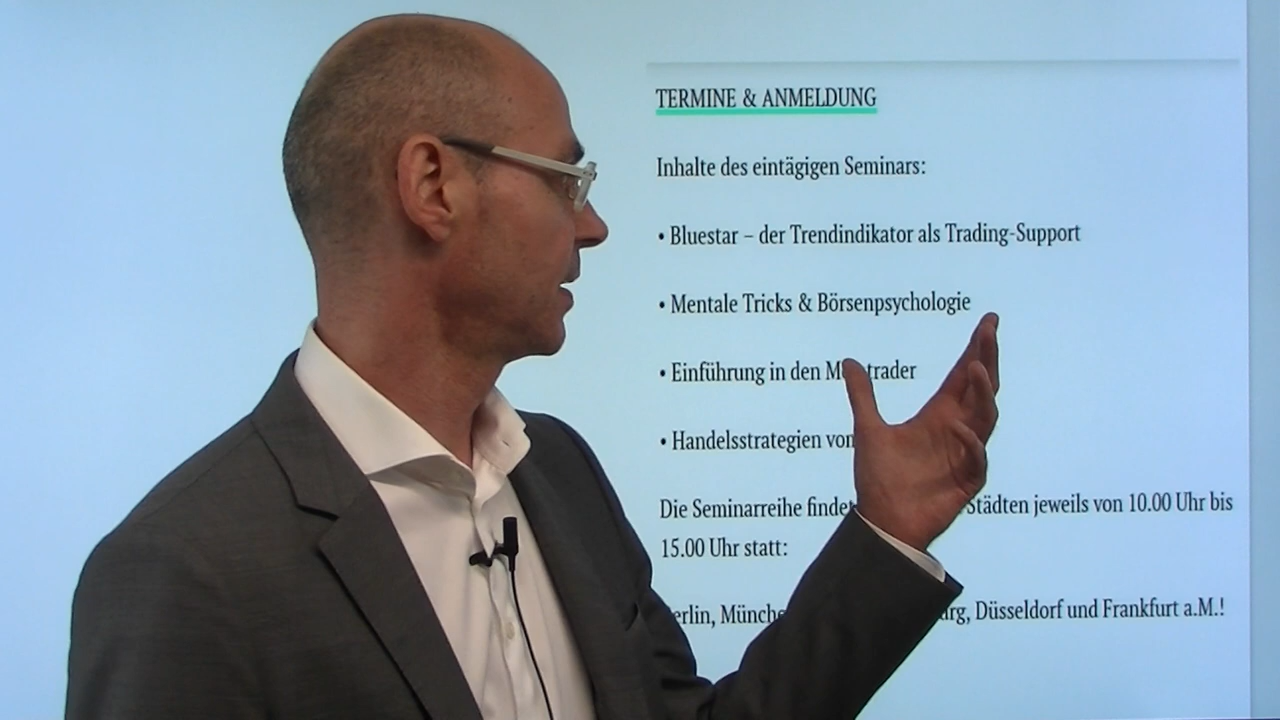 TERMINE & ANMELDUNG
Inhalte des eintägigen Seminars:
• Bluestar – der Trendindikator als Trading-Support
• Mentale Tricks & Börsenpsychologie
• Einführung in den
• Handelsstrategien von
Die Seminarreihe findet Städten jeweils von 10.00 Uhr bis
15.00 Uhr statt:
Düsseldorf und Frankfurt a.M.!